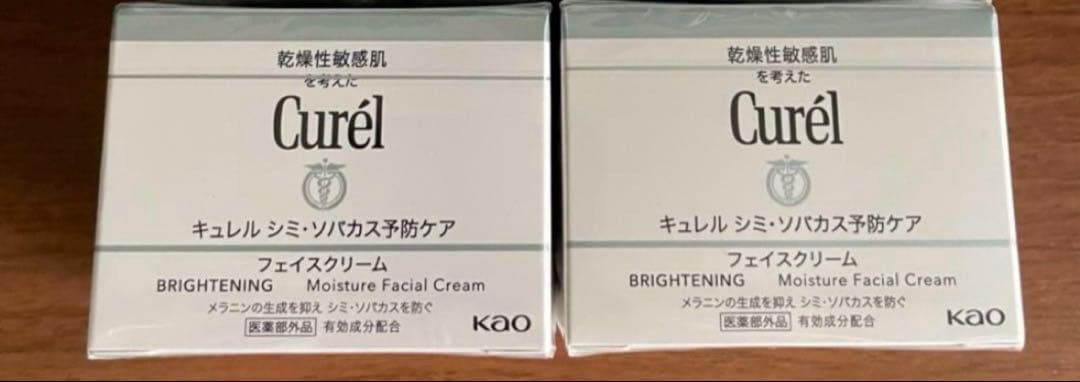 乾燥性敏感肌
を考えた
Curél
キュレル シミ・ソバカス予防ケア
フェイスクリーム
BRIGHTENING Moisture Facial Cream
メラニンの生成を抑え シミ・ソバカスを防ぐ
医薬部外品 有効成分配合
Kao
乾燥性敏感肌
を考えた
Curél
キュレル シミ・ソバカス予防ケア
フェイスクリーム
BRIGHTENING Moisture Facial Cream
メラニンの生成を抑え シミ・ソバカスを防ぐ
医薬部外品 有効成分配合
Kao